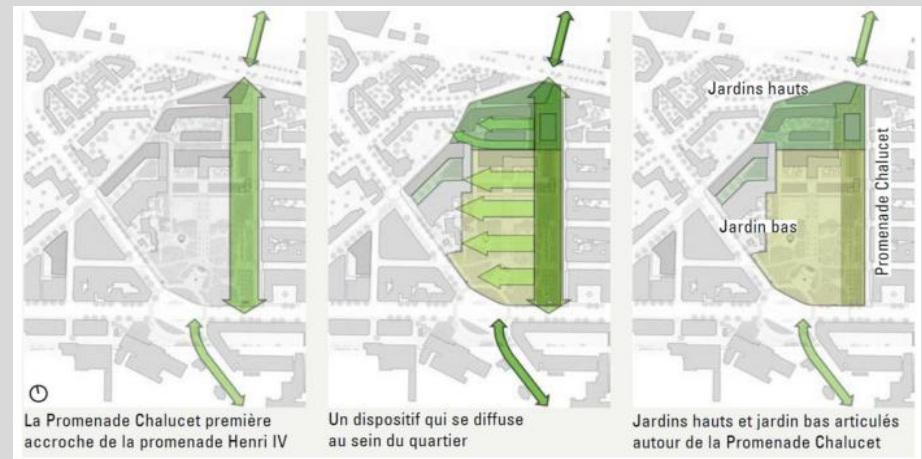 Jardins hauts
Jardin bas
Promenade Chalucet
La Promenade Chalucet première
accroche de la promenade Henri IV
Un dispositif qui se diffuse
au sein du quartier
Jardins hauts et jardin bas articulés
autour de la Promenade Chalucet